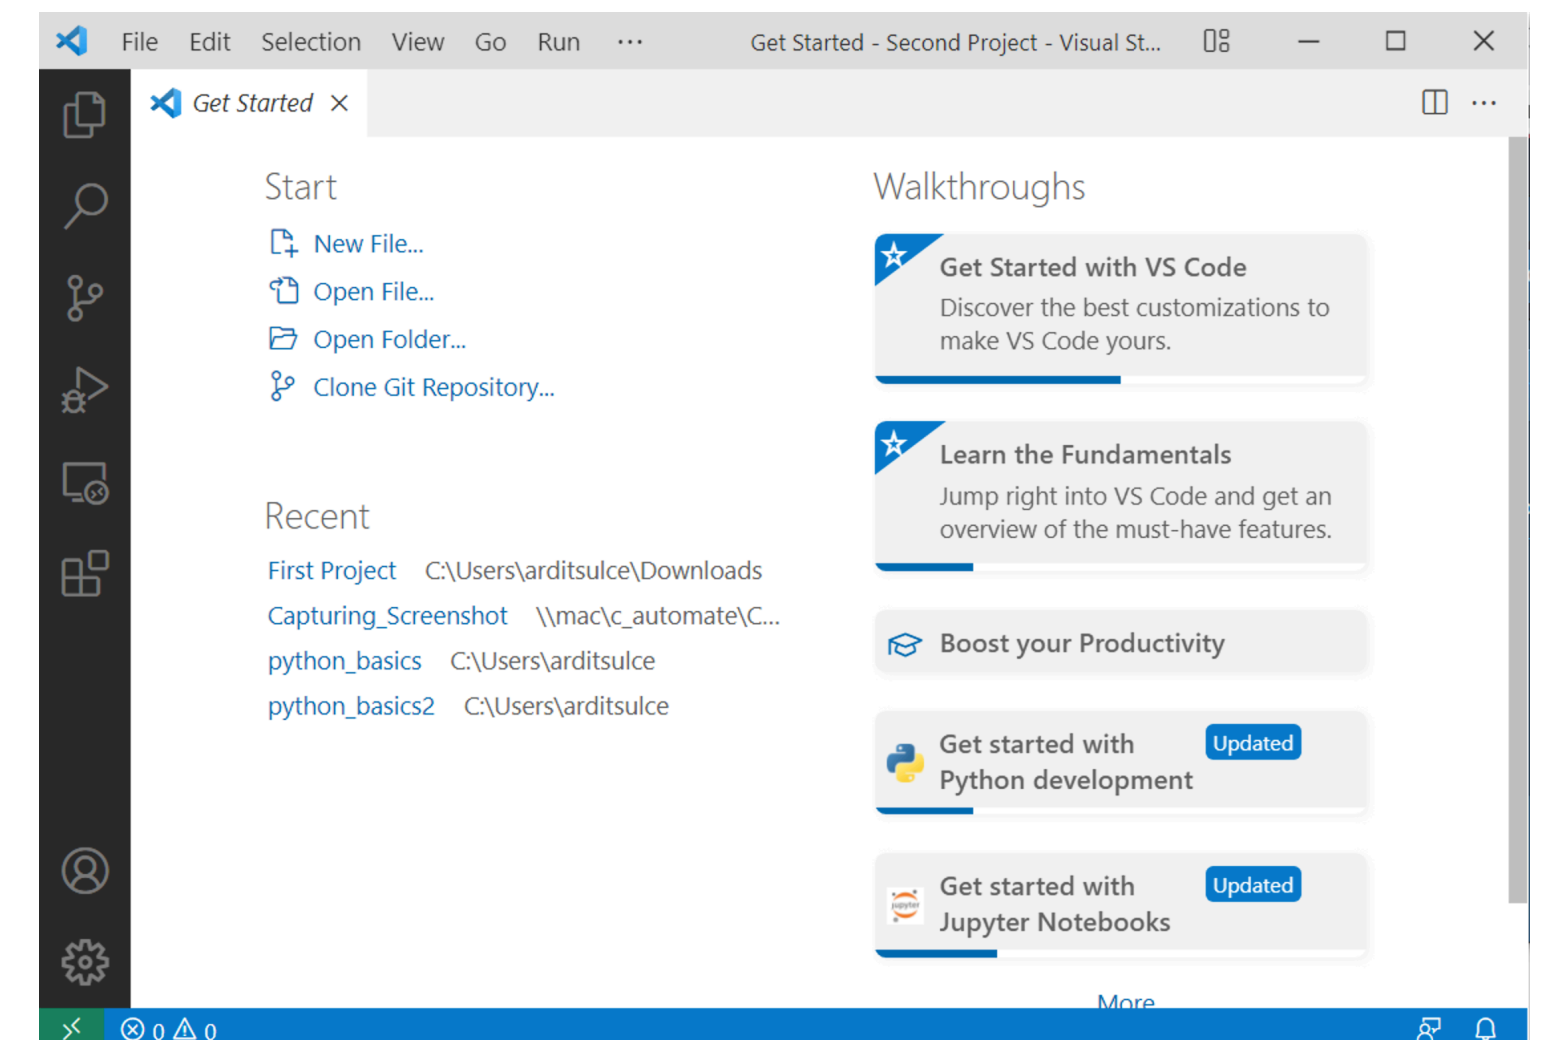 File Edit Selection View Go Run ··· Get Started - Second Project - Visual St...
Get Started
Start
New File...
Open File...
Open Folder...
Clone Git Repository...
Recent
First Project C:\Users\arditsulce\Downloads
Capturing_Screenshot \\mac\c_automate\C...
python_basics C:\Users\arditsulce
python_basics2 C:\Users\arditsulce
Walkthroughs
Get Started with VS Code
Discover the best customizations to
make VS Code yours.
Learn the Fundamentals
Jump right into VS Code and get an
overview of the must-have features.
Boost your Productivity
Get started with Updated
Python development
jupyter
Get started with Updated
Jupyter Notebooks
More
0 0